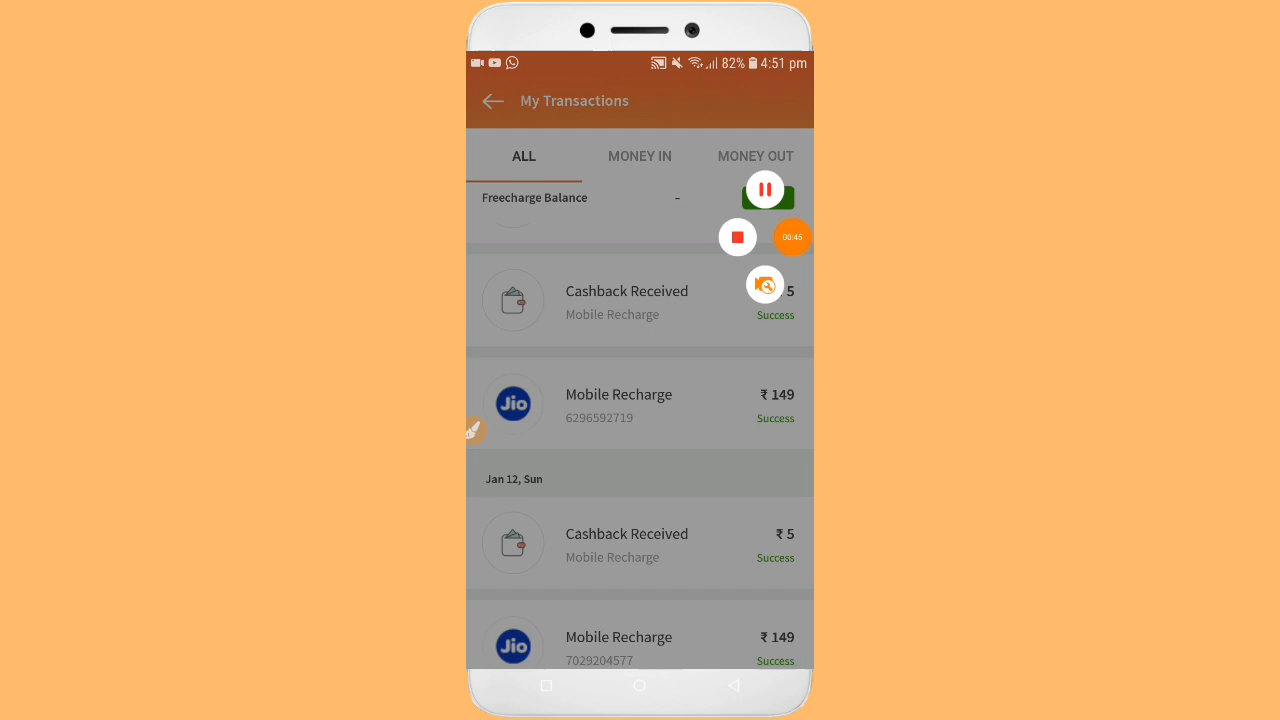 82% 4:51 pm
My Transactions
ALL MONEY IN MONEY OUT
Freecharge Balance -
00:45
Cashback Received 5
Mobile Recharge Success
Jio Mobile Recharge ₹ 149
6296592719 Success
Jan 12, Sun
Cashback Received ₹ 5
Mobile Recharge Success
Jio Mobile Recharge ₹ 149
7029204577 Success